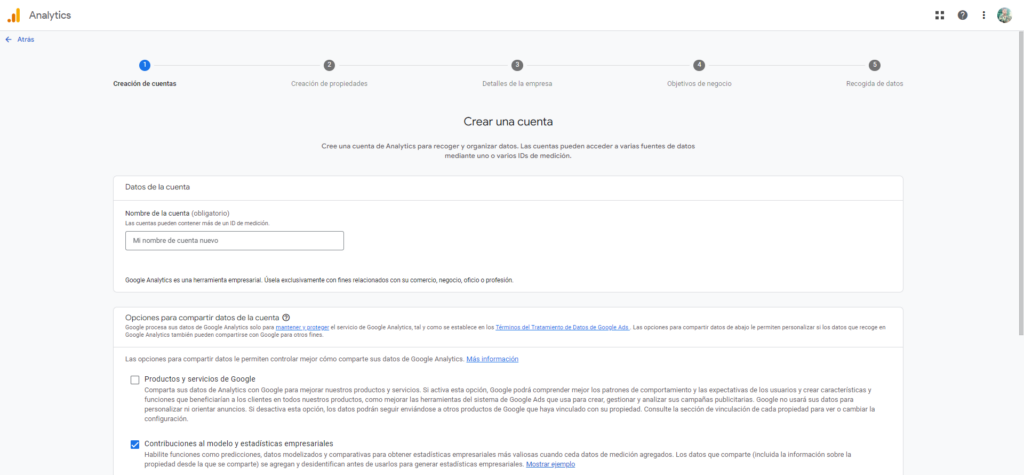 Analytics
Atrás
1
2
3
4
5
Creación de cuentas
Creación de propiedades
Detalles de la empresa
Objetivos de negocio
Recogida de datos
Crear una cuenta
Cree una cuenta de Analytics para recoger y organizar datos. Las cuentas pueden acceder a varias fuentes de datos
mediante uno o varios IDs de medición.
Datos de la cuenta
Nombre de la cuenta (obligatorio)
Las cuentas pueden contener más de un ID de medición.
Mi nombre de cuenta nuevo
Google Analytics es una herramienta empresarial. Úsela exclusivamente con fines relacionados con su comercio, negocio, oficio o profesión.
Opciones para compartir datos de la cuenta
Google procesa sus datos de Google Analytics solo para mantener y proteger el servicio de Google Analytics, tal y como se establece en los Términos del Tratamiento de Datos de Google Ads . Las opciones para compartir datos de abajo le permiten personalizar si los datos que recoge en
Google Analytics también pueden compartirse con Google para otros fines.
Las opciones para compartir datos le permiten controlar mejor cómo comparte sus datos de Google Analytics. Más información
Productos y servicios de Google
Comparta sus datos de Analytics con Google para mejorar nuestros productos y servicios. Si activa esta opción, Google podrá comprender mejor los patrones de comportamiento y las expectativas de los usuarios y crear características y
funciones que beneficiarían a los clientes en todos nuestros productos, como mejorar las herramientas del sistema de Google Ads que usa para crear, gestionar y analizar sus campañas publicitarias. Google no usará sus datos para
personalizar ni orientar anuncios. Si desactiva esta opción, los datos podrán seguir enviándose a otros productos de Google que haya vinculado con su propiedad. Consulte la sección de vinculación de cada propiedad para ver o cambiar la
configuración.
Contribuciones al modelo y estadísticas empresariales
Habilite funciones como predicciones, datos modelizados y comparativas para obtener estadísticas empresariales más valiosas cuando ceda datos de medición agregados. Los datos que comparte (incluida la información sobre la
propiedad desde la que se comparte) se agregan y desidentifican antes de usarlos para generar estadísticas empresariales. Mostrar ejemplo